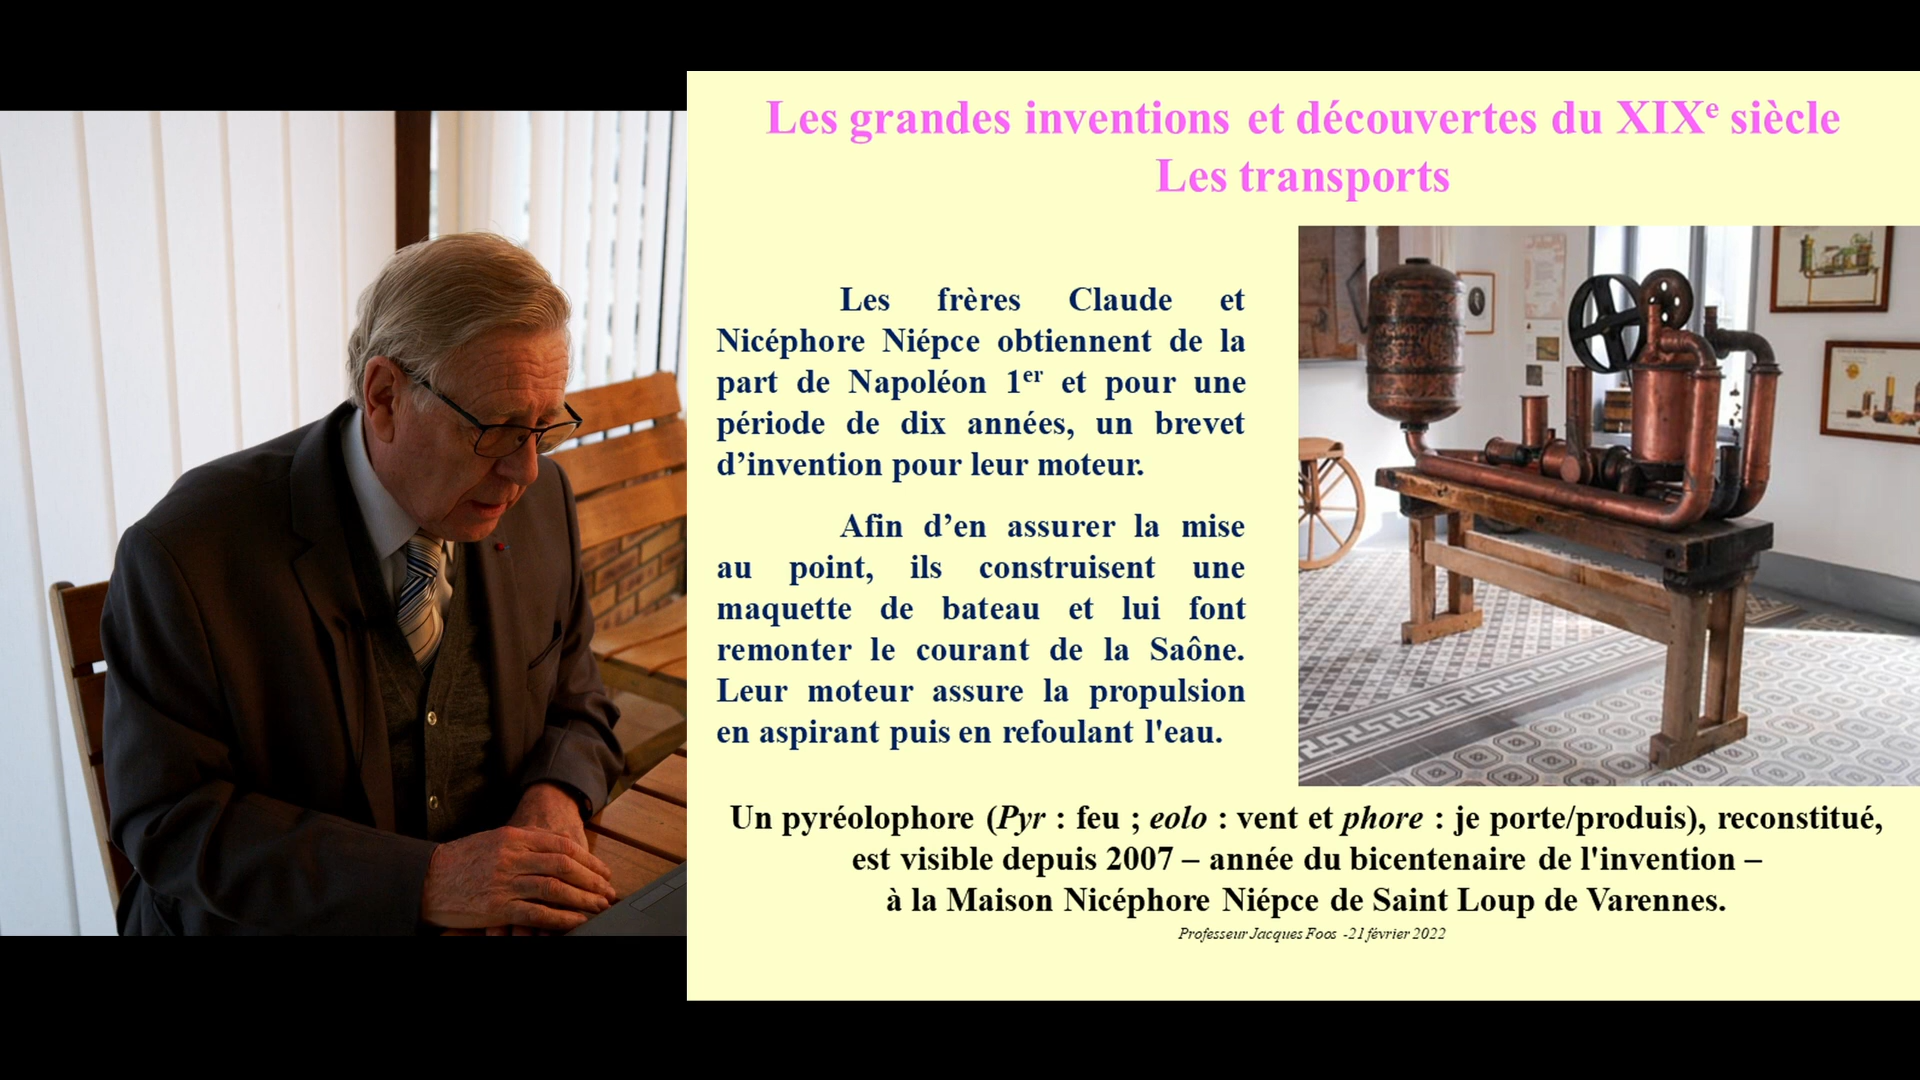 Les grandes inventions et découvertes du XIXe siècle
Les transports
Les frères Claude et
Nicéphore Niépce obtiennent de la
part de Napoléon 1er et pour une
période de dix années, un brevet
d’invention pour leur moteur.
Afin d’en assurer la mise
au point, ils construisent une
maquette de bateau et lui font
remonter le courant de la Saône.
Leur moteur assure la propulsion
en aspirant puis en refoulant l'eau.
Un pyréolophore (Pyr : feu ; eolo : vent et phore : je porte/produis), reconstitué,
est visible depuis 2007 – année du bicentenaire de l'invention –
à la Maison Nicéphore Niépce de Saint Loup de Varennes.
Professeur Jacques Foos -21 février 2022